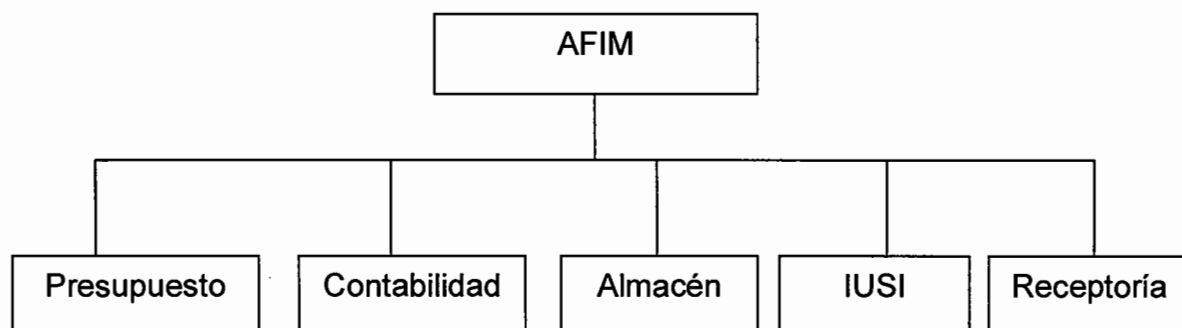 AFIM
Presupuesto
Contabilidad
Almacén
IUSI
Receptoría